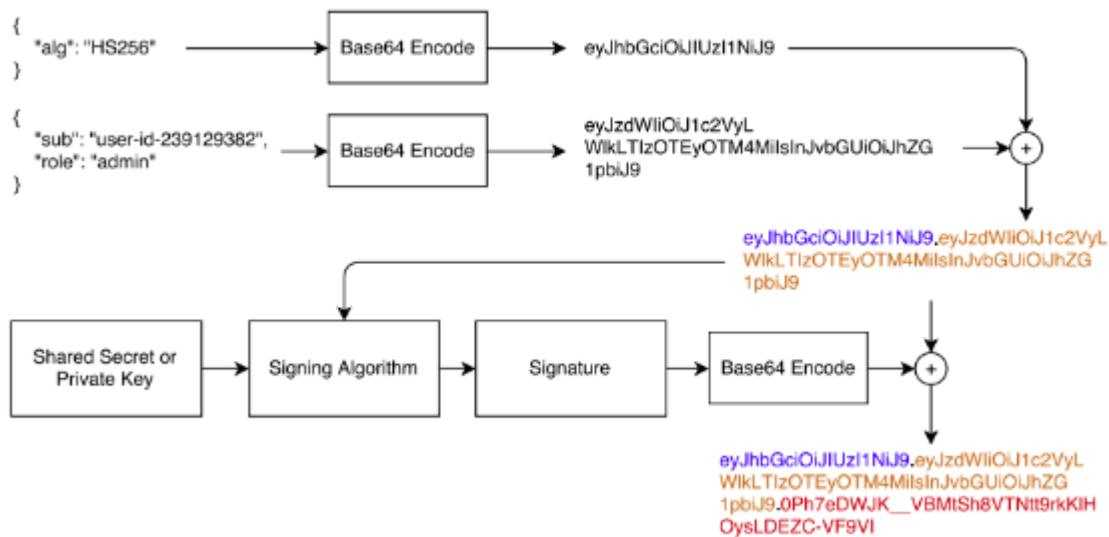 {
"alg": "HS256"
}
Base64 Encode
eyJhbGciOiJIUzI1NiJ9
{
"sub": "user-id-239129382",
"role": "admin"
}
Base64 Encode
eyJzdWIiOiJ1c2VyL
WlkLTIzOTEyOTM4MiIsInJvbGUiOiJhZG
1pbiJ9
+
eyJhbGciOiJIUzI1NiJ9.eyJzdWIiOiJ1c2VyL
WlkLTIzOTEyOTM4MiIsInJvbGUiOiJhZG
1pbiJ9
Shared Secret or
Private Key
Signing Algorithm
Signature
Base64 Encode
+
eyJhbGciOiJIUzI1NiJ9.eyJzdWIiOiJ1c2VyL
WlkLTIzOTEyOTM4MiIsInJvbGUiOiJhZG
1pbiJ9.0Ph7eDWJK__VBMtSh8VTNtt9rkKIH
OysLDEZC-VF9VI